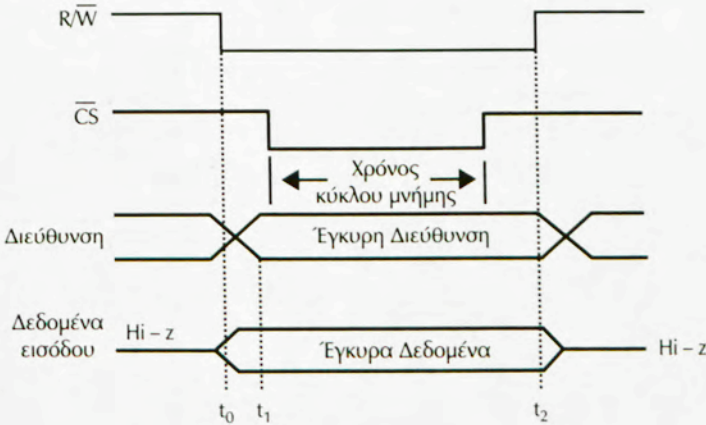 R/W̅
C̅S̅
Χρόνος
κύκλου μνήμης
Διεύθυνση
Έγκυρη Διεύθυνση
Δεδομένα
εισόδου
Hi – z
Έγκυρα Δεδομένα
Hi – z
t₀
t₁
t₂